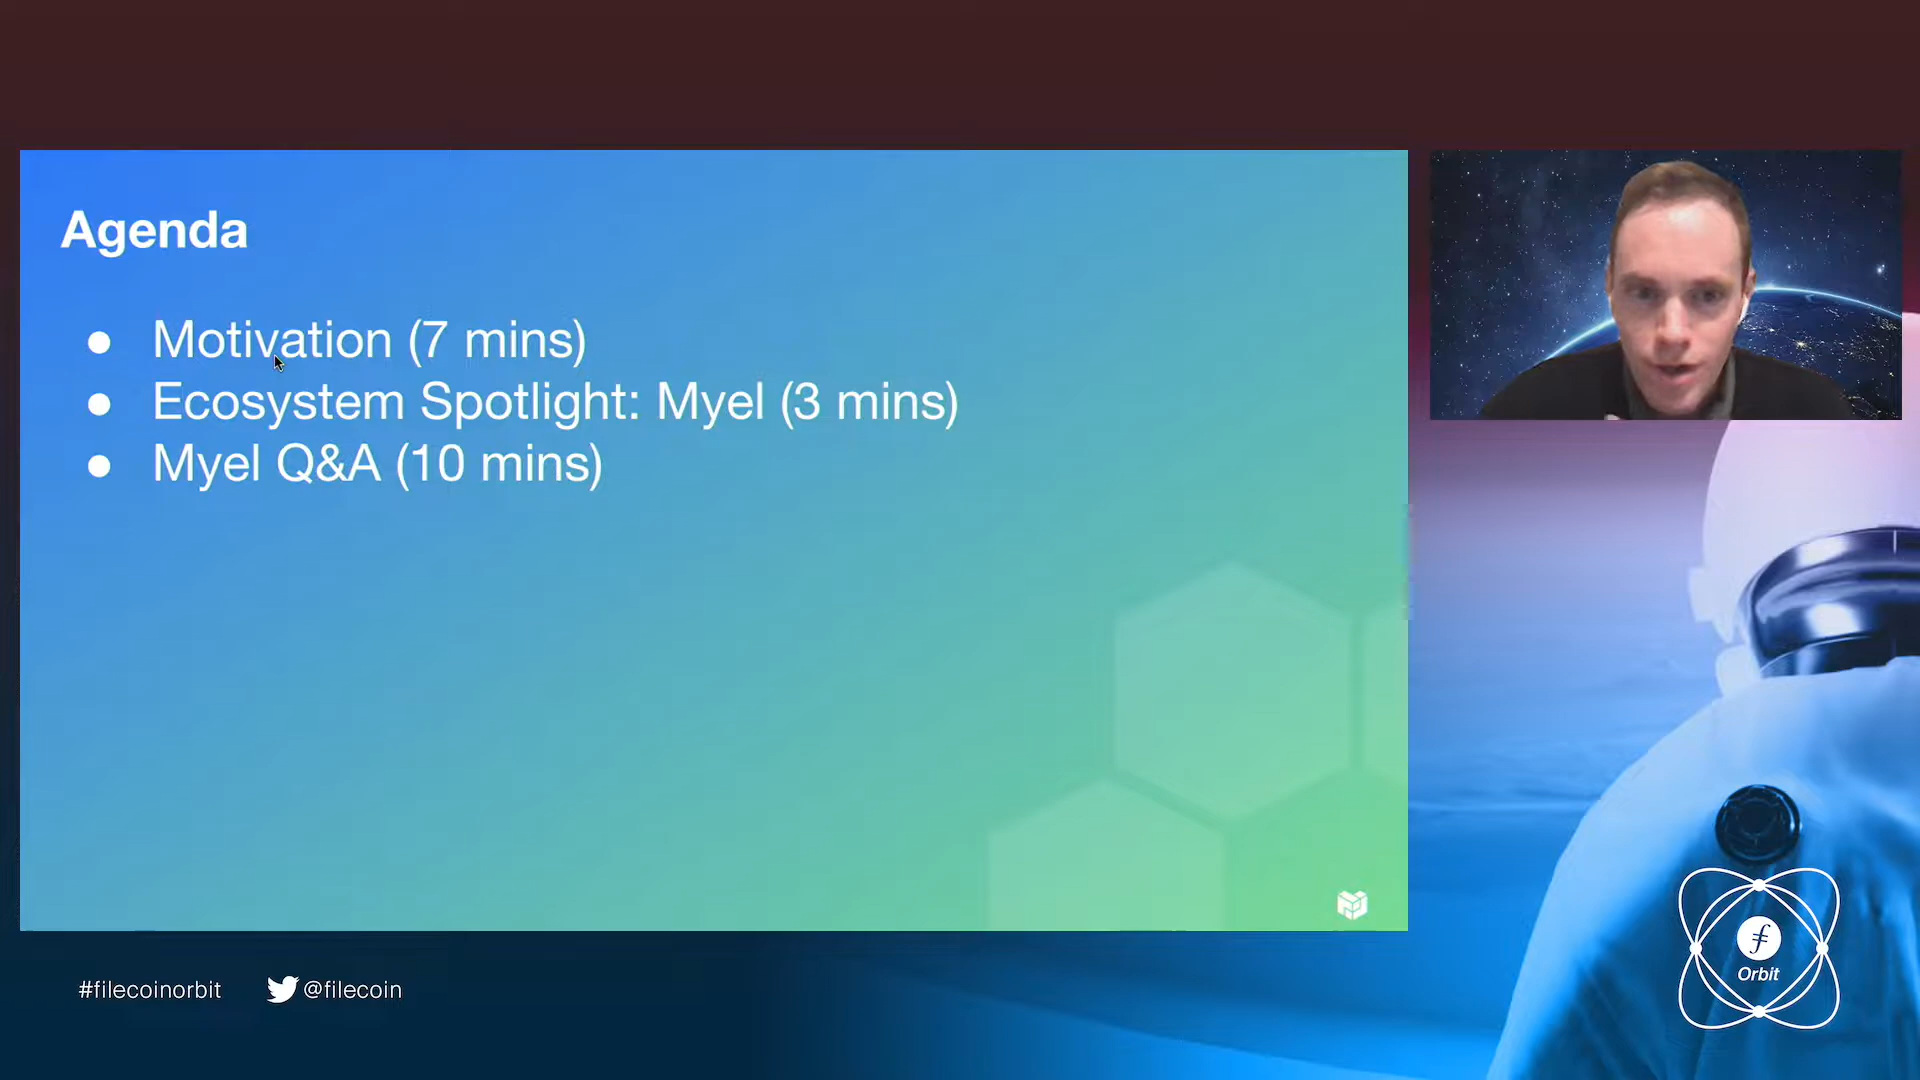 Agenda
● Motivation (7 mins)
● Ecosystem Spotlight: Myel (3 mins)
● Myel Q&A (10 mins)
#filecoinorbit @filecoin
Orbit